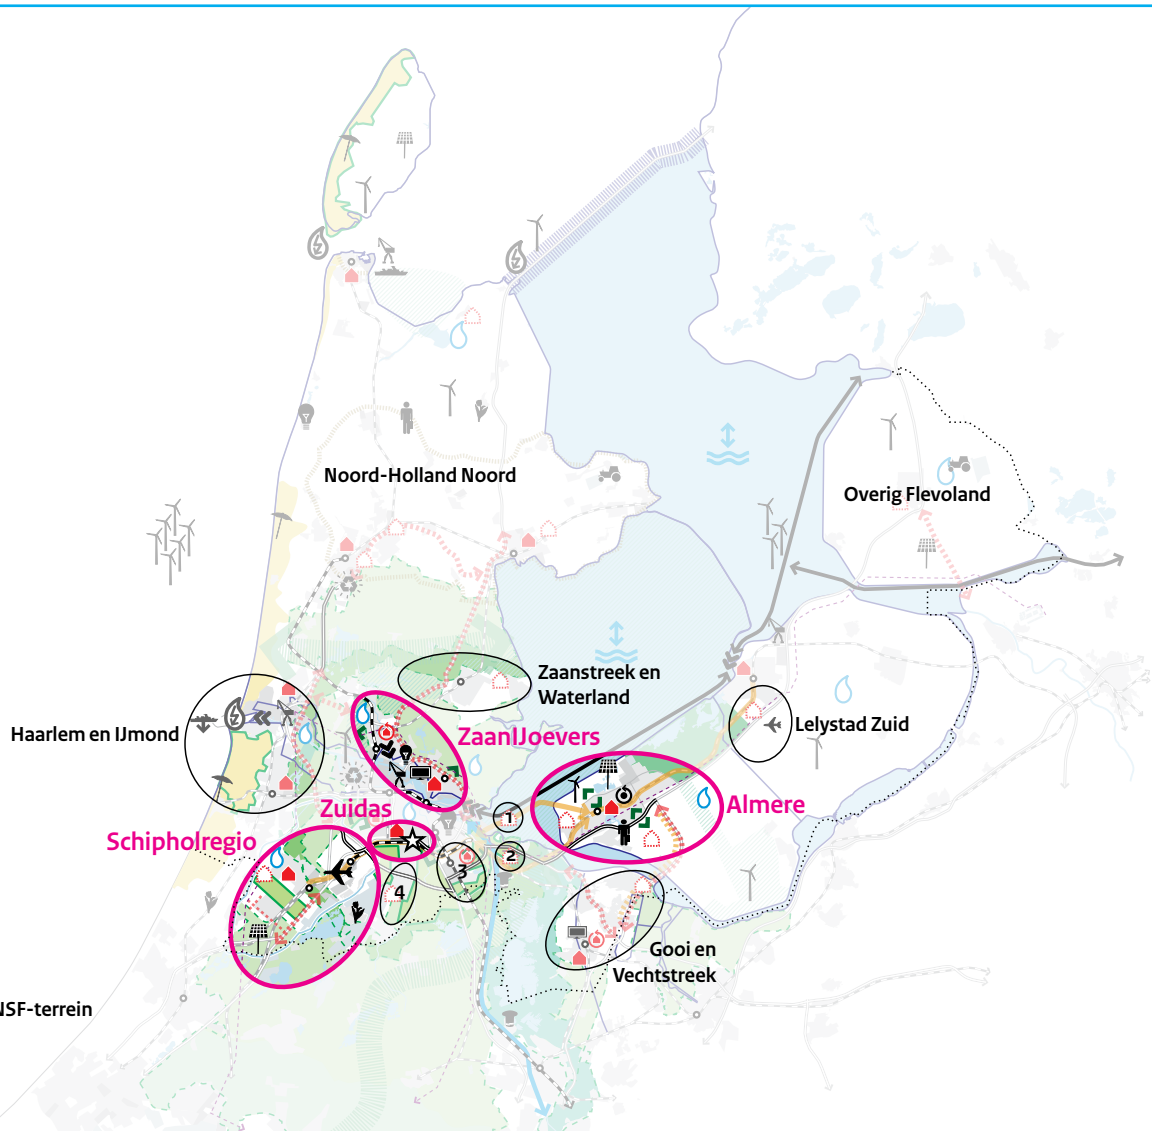 Noord-Holland Noord
Overig Flevoland
Zaanstreek en
Waterland
Haarlem en IJmond
ZaanIJoevers
Lelystad Zuid
Zuidas
Almere
Schipholregio
1
2
3
4
Gooi en
Vechtstreek
NSF-terrein